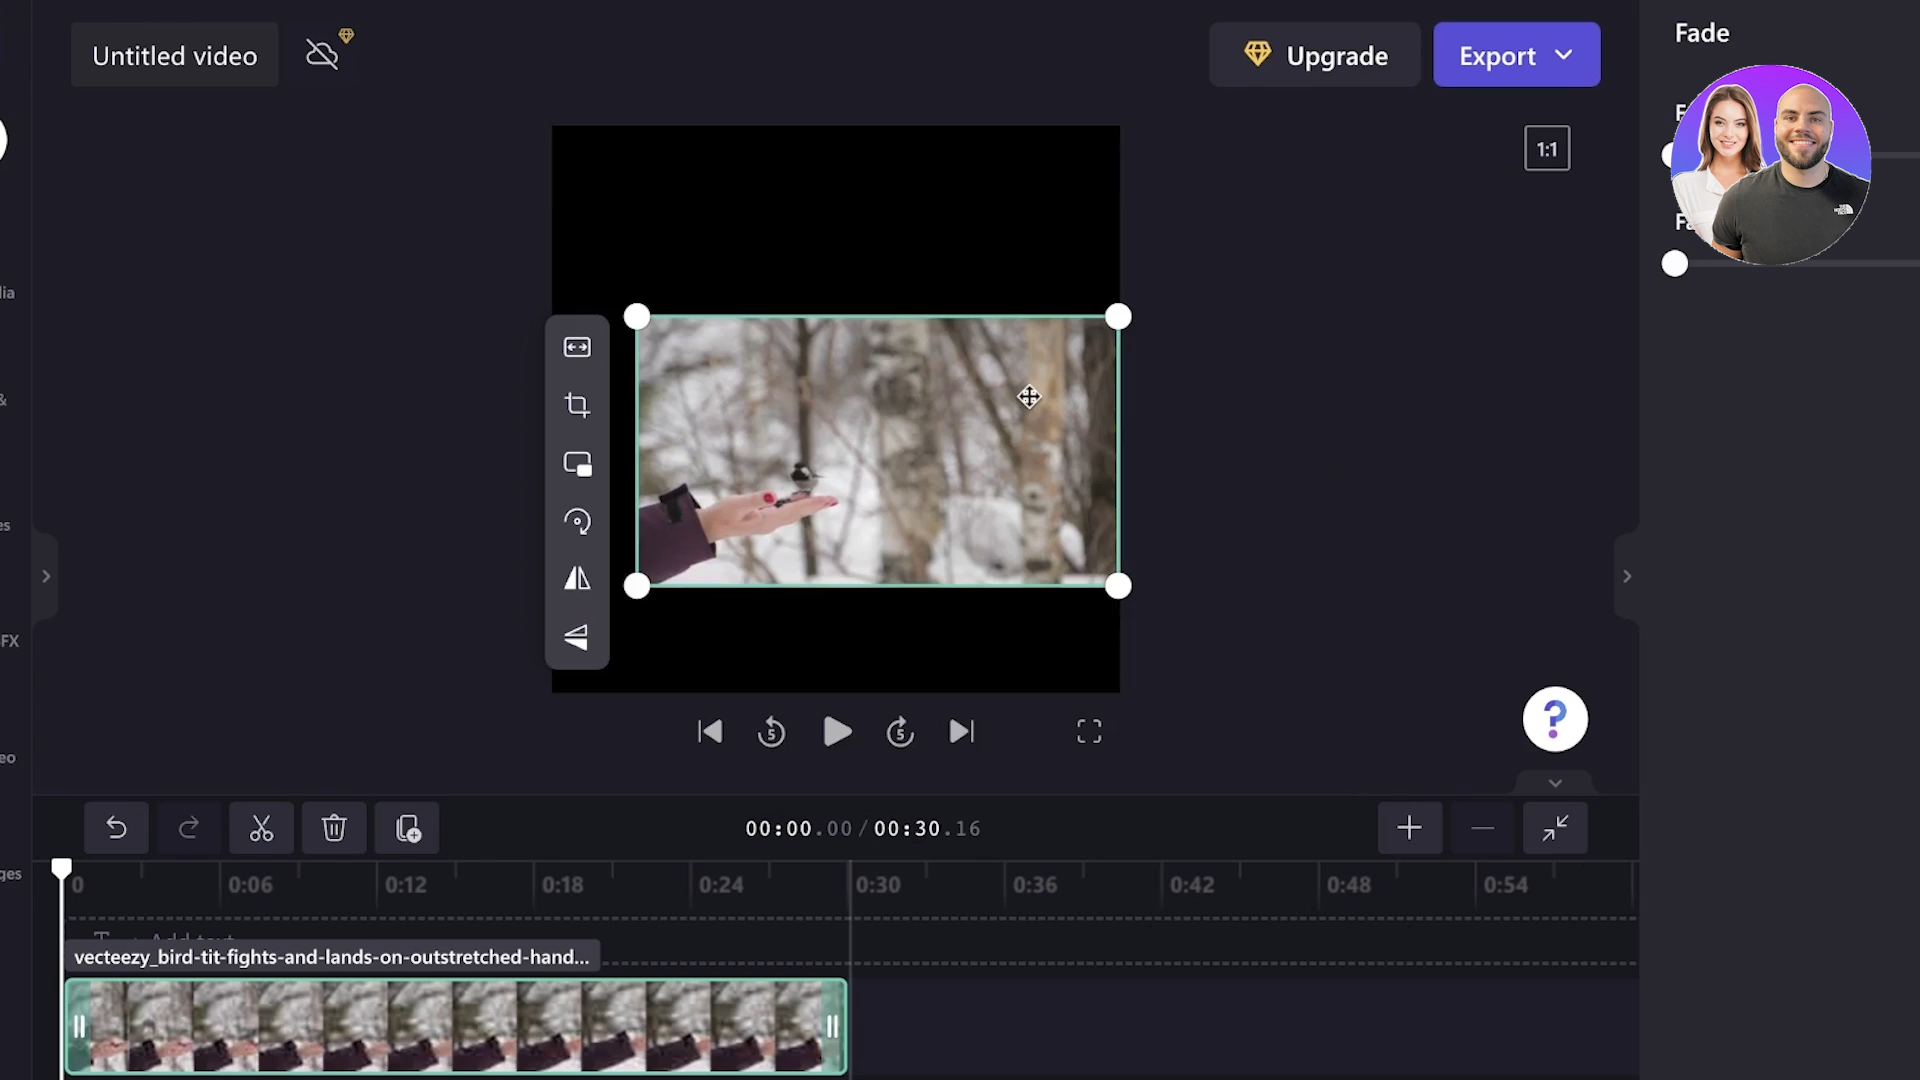 Untitled video
Upgrade
Export
Fade
1:1
5
5
00:00.00/00:30.16
0
0:06
0:12
0:18
0:24
0:30
0:36
0:42
0:48
0:54
vecteezy_bird-tit-fights-and-lands-on-outstretched-hand...